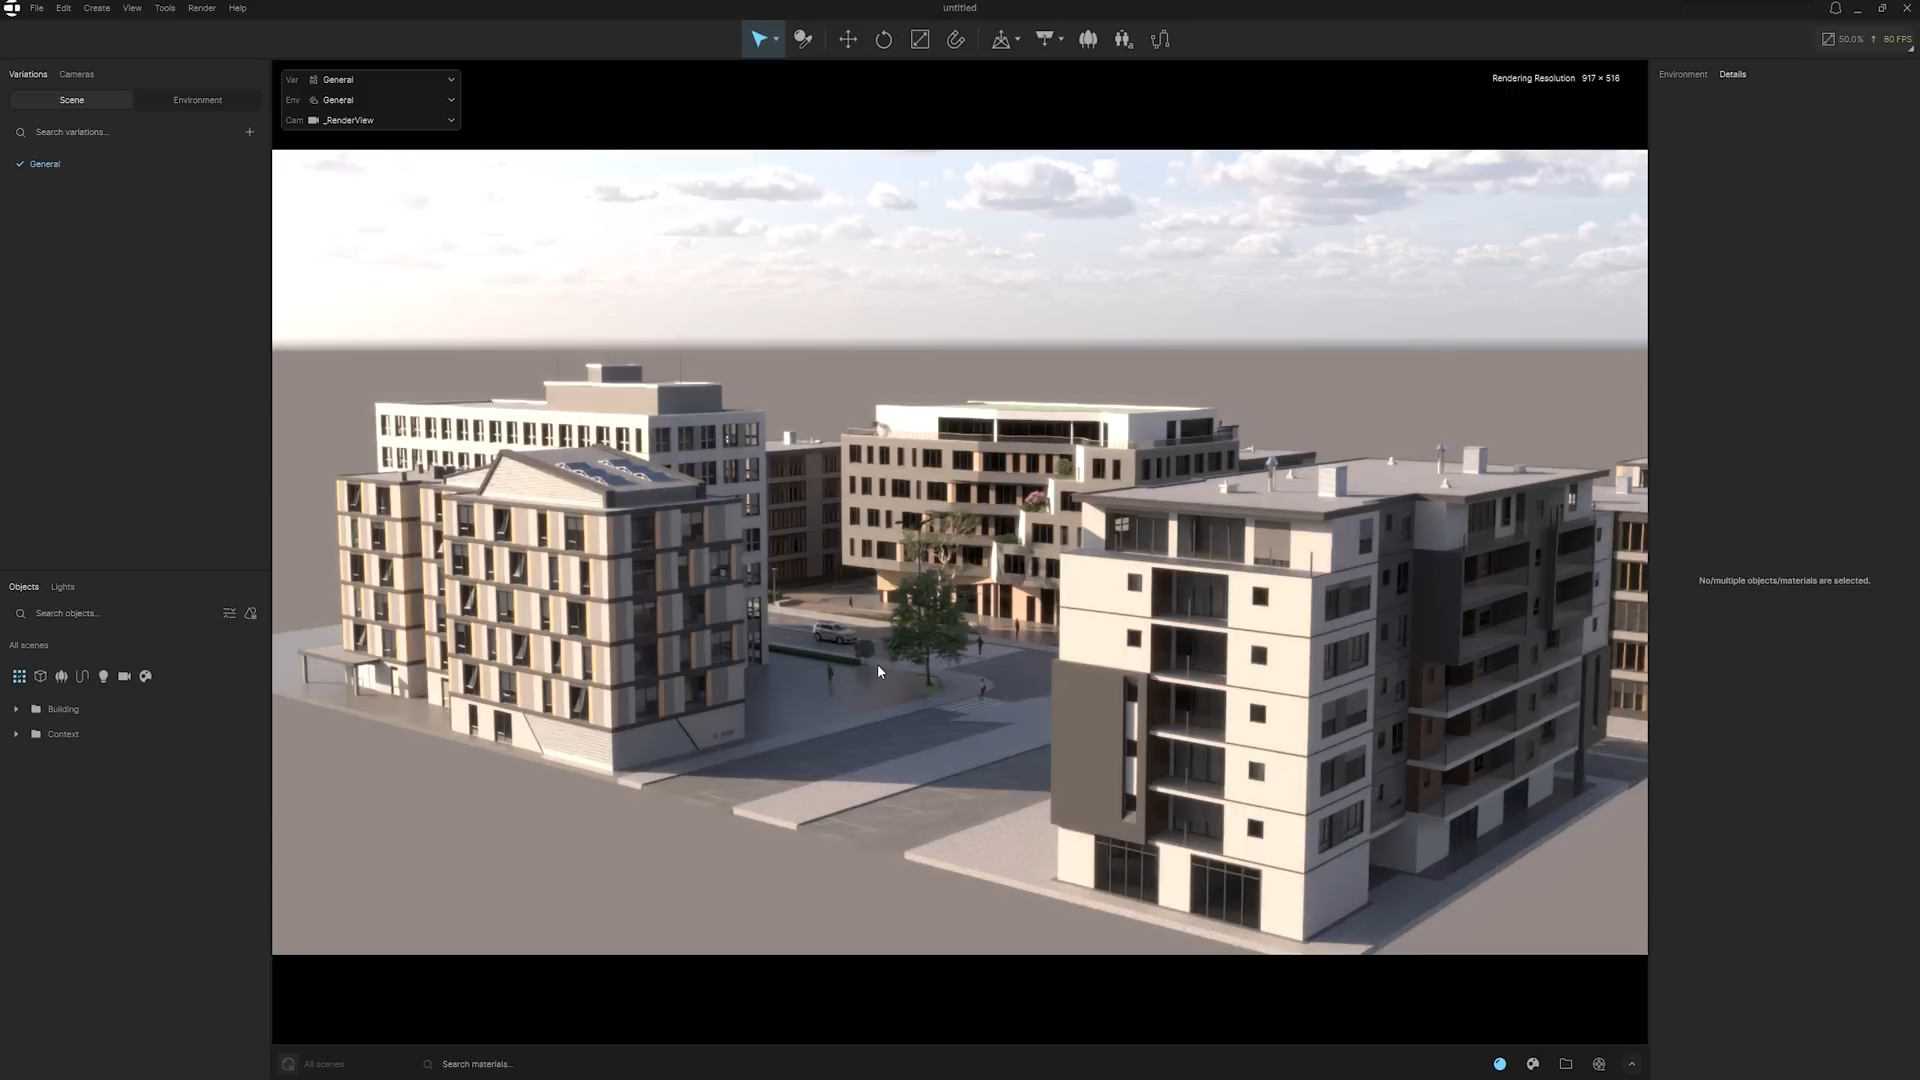 File Edit Create View Tools Render Help
untitled
50.0% ↑ 80 FPS
Variations Cameras
Scene Environment
Search variations...
General
Var General
Env General
Cam _RenderView
Rendering Resolution 917 × 516
Environment Details
No/multiple objects/materials are selected.
Objects Lights
Search objects...
All scenes
Building
Context
All scenes
Search materials...